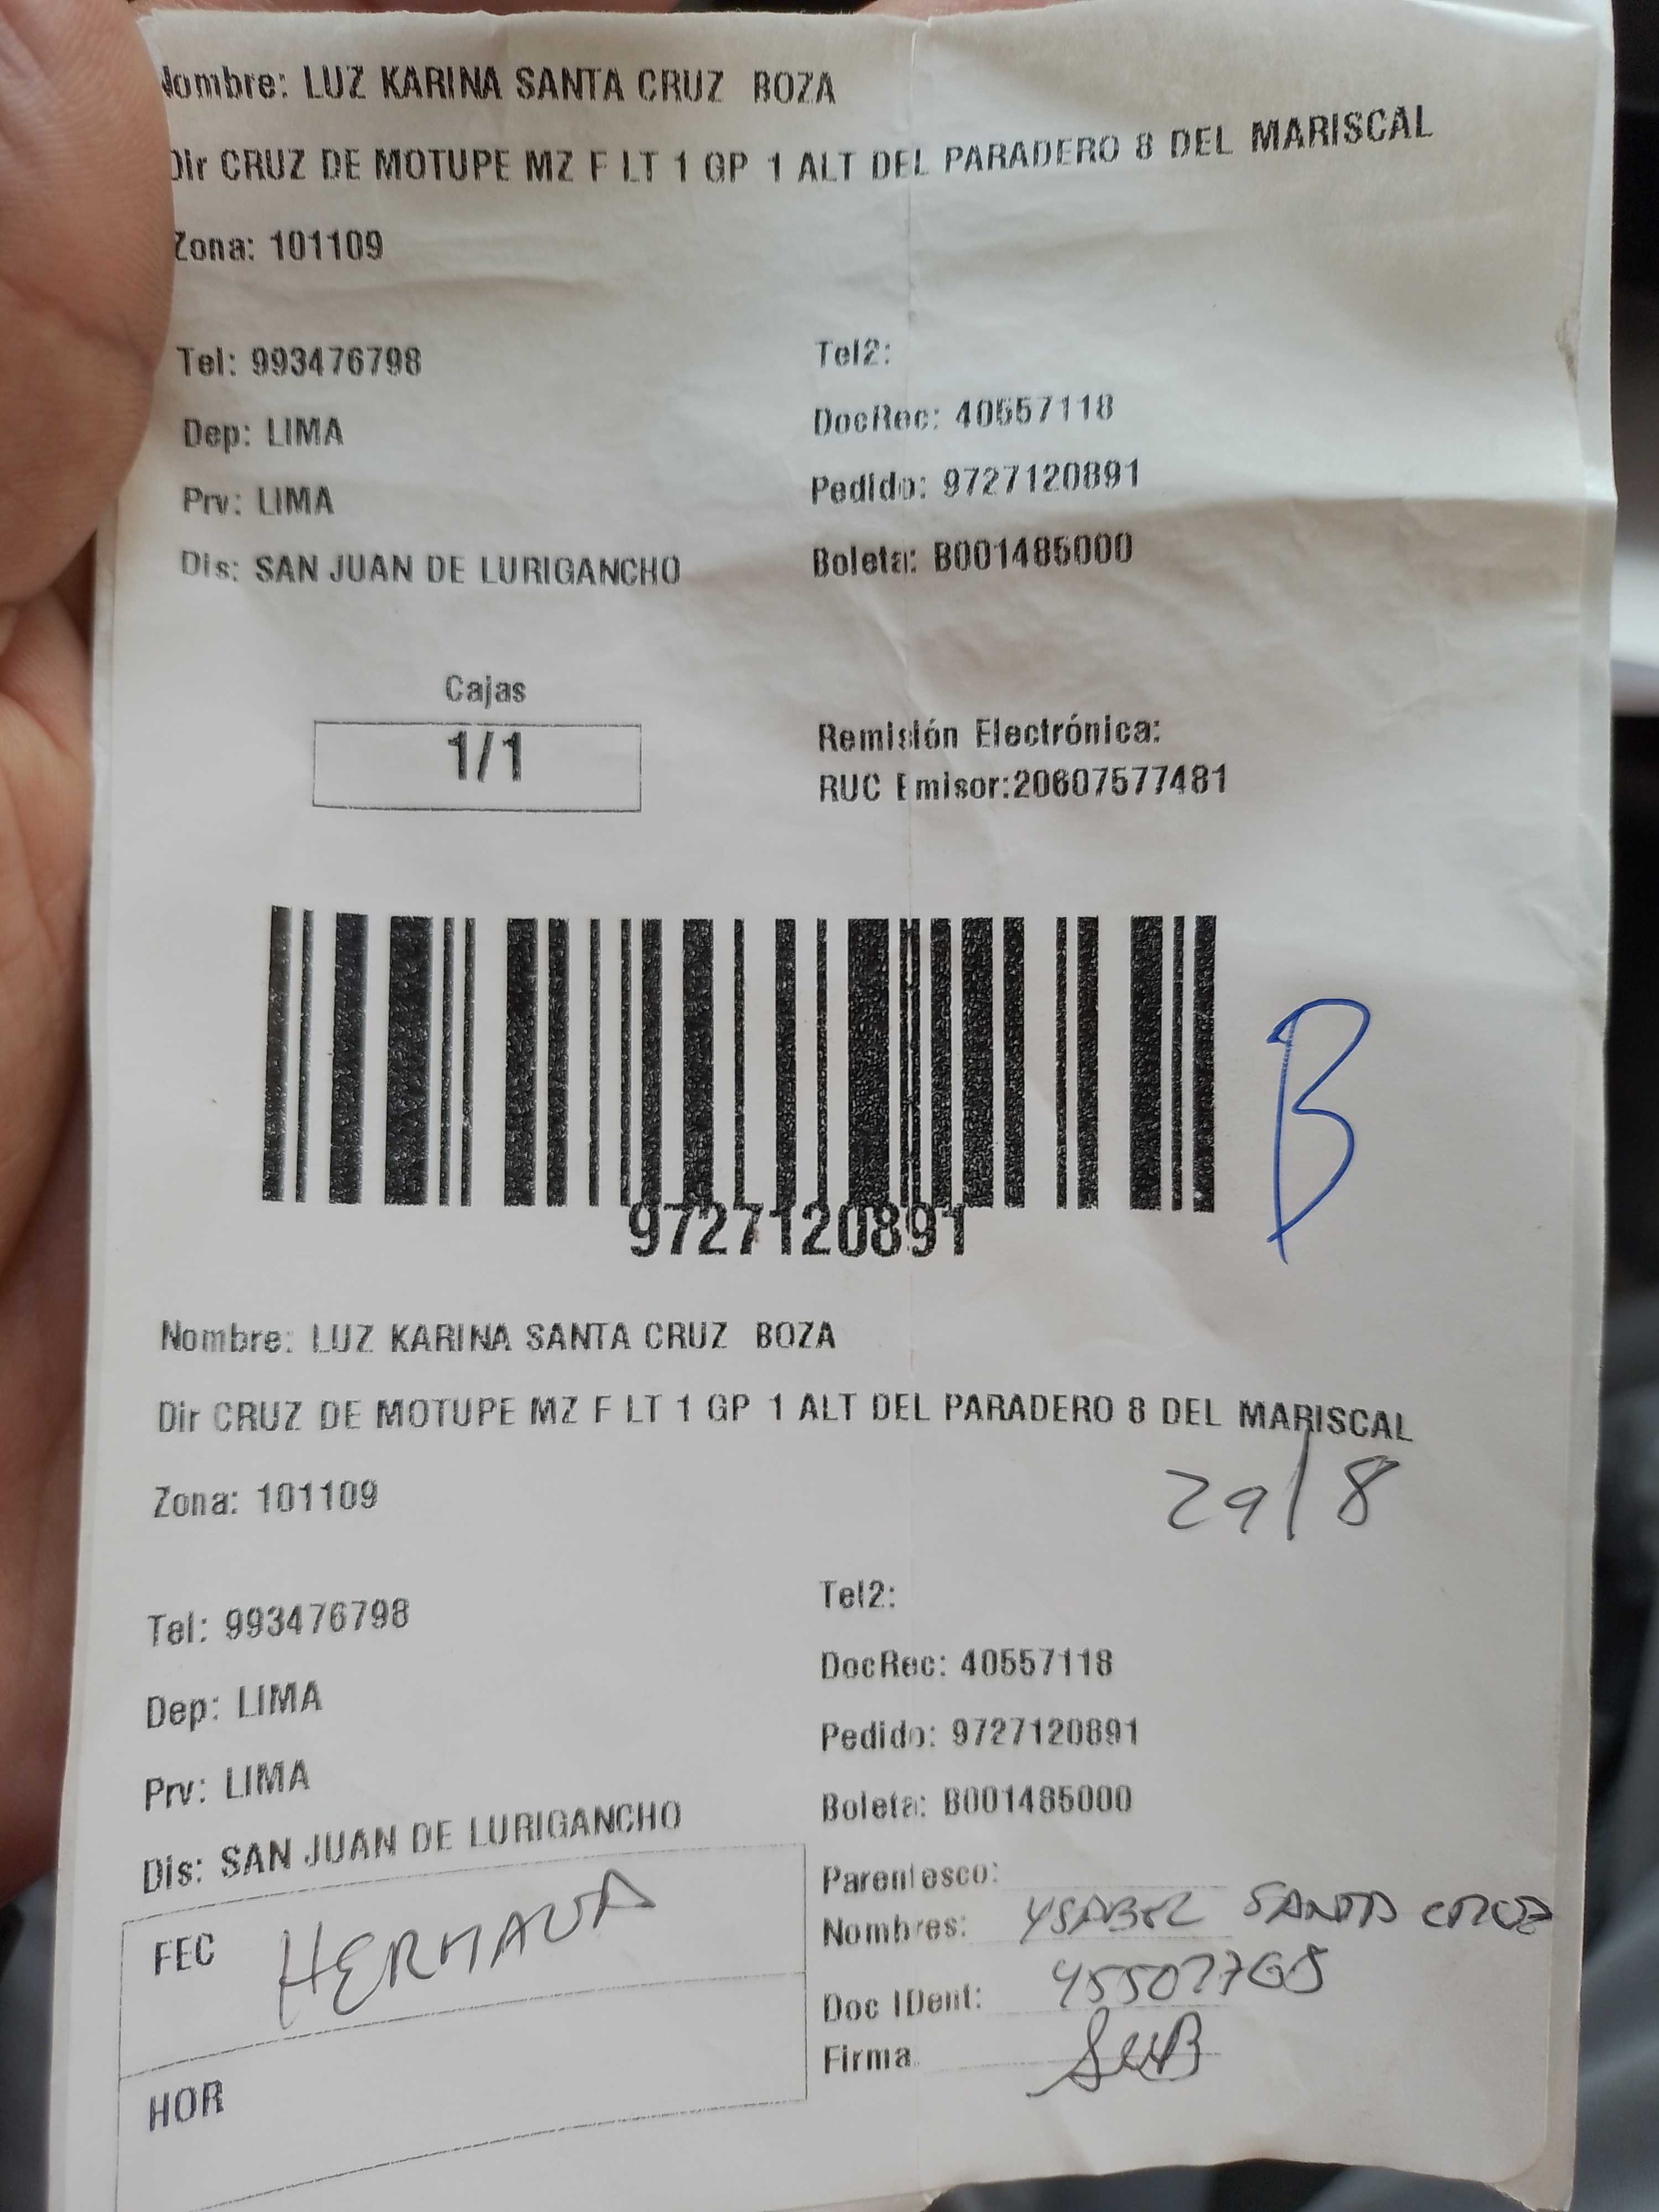 Nombre: LUZ KARINA SANTA CRUZ BOZA
Dir CRUZ DE MOTUPE MZ F LT 1 GP 1 ALT DEL PARADERO 8 DEL MARISCAL
Zona: 101109
Tel: 993476798 Tel2:
Dep: LIMA DocRec: 40557118
Prv: LIMA Pedido: 9727120891
Dis: SAN JUAN DE LURIGANCHO Boleta: B001485000
Cajas
1/1
Remisión Electrónica:
RUC Emisor:20607577481
B
9727120891
Nombre: LUZ KARINA SANTA CRUZ BOZA
Dir CRUZ DE MOTUPE MZ F LT 1 GP 1 ALT DEL PARADERO 8 DEL MARISCAL
29/8
Zona: 101109
Tel: 993476798 Tel2:
Dep: LIMA DocRec: 40557118
Prv: LIMA Pedido: 9727120891
Dis: SAN JUAN DE LURIGANCHO Boleta: B001485000
Parentesco:
FEC HERMANA Nombres: YSABEL SANTA CRUZ
Doc IDent:
HOR Firma